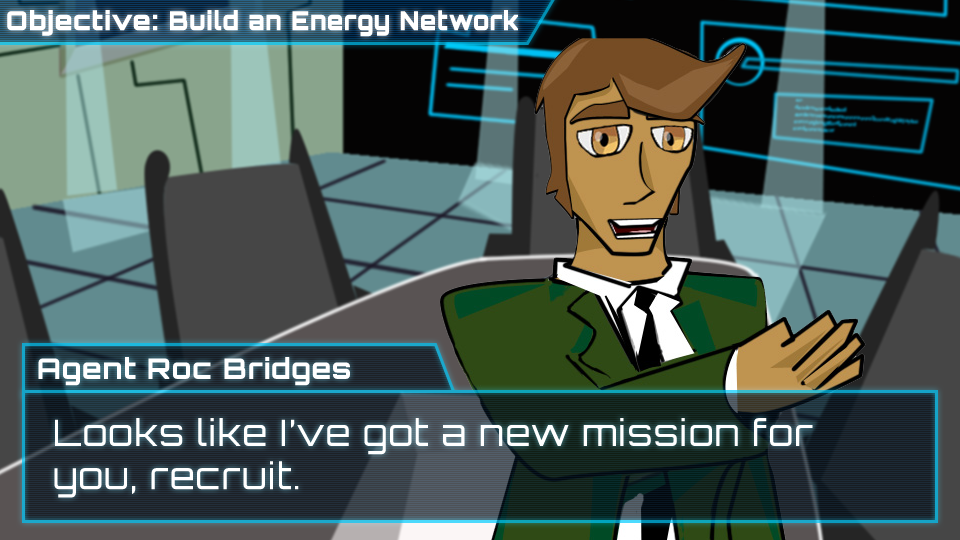 Objective: Build an Energy Network
Agent Roc Bridges
Looks like I've got a new mission for
you, recruit.